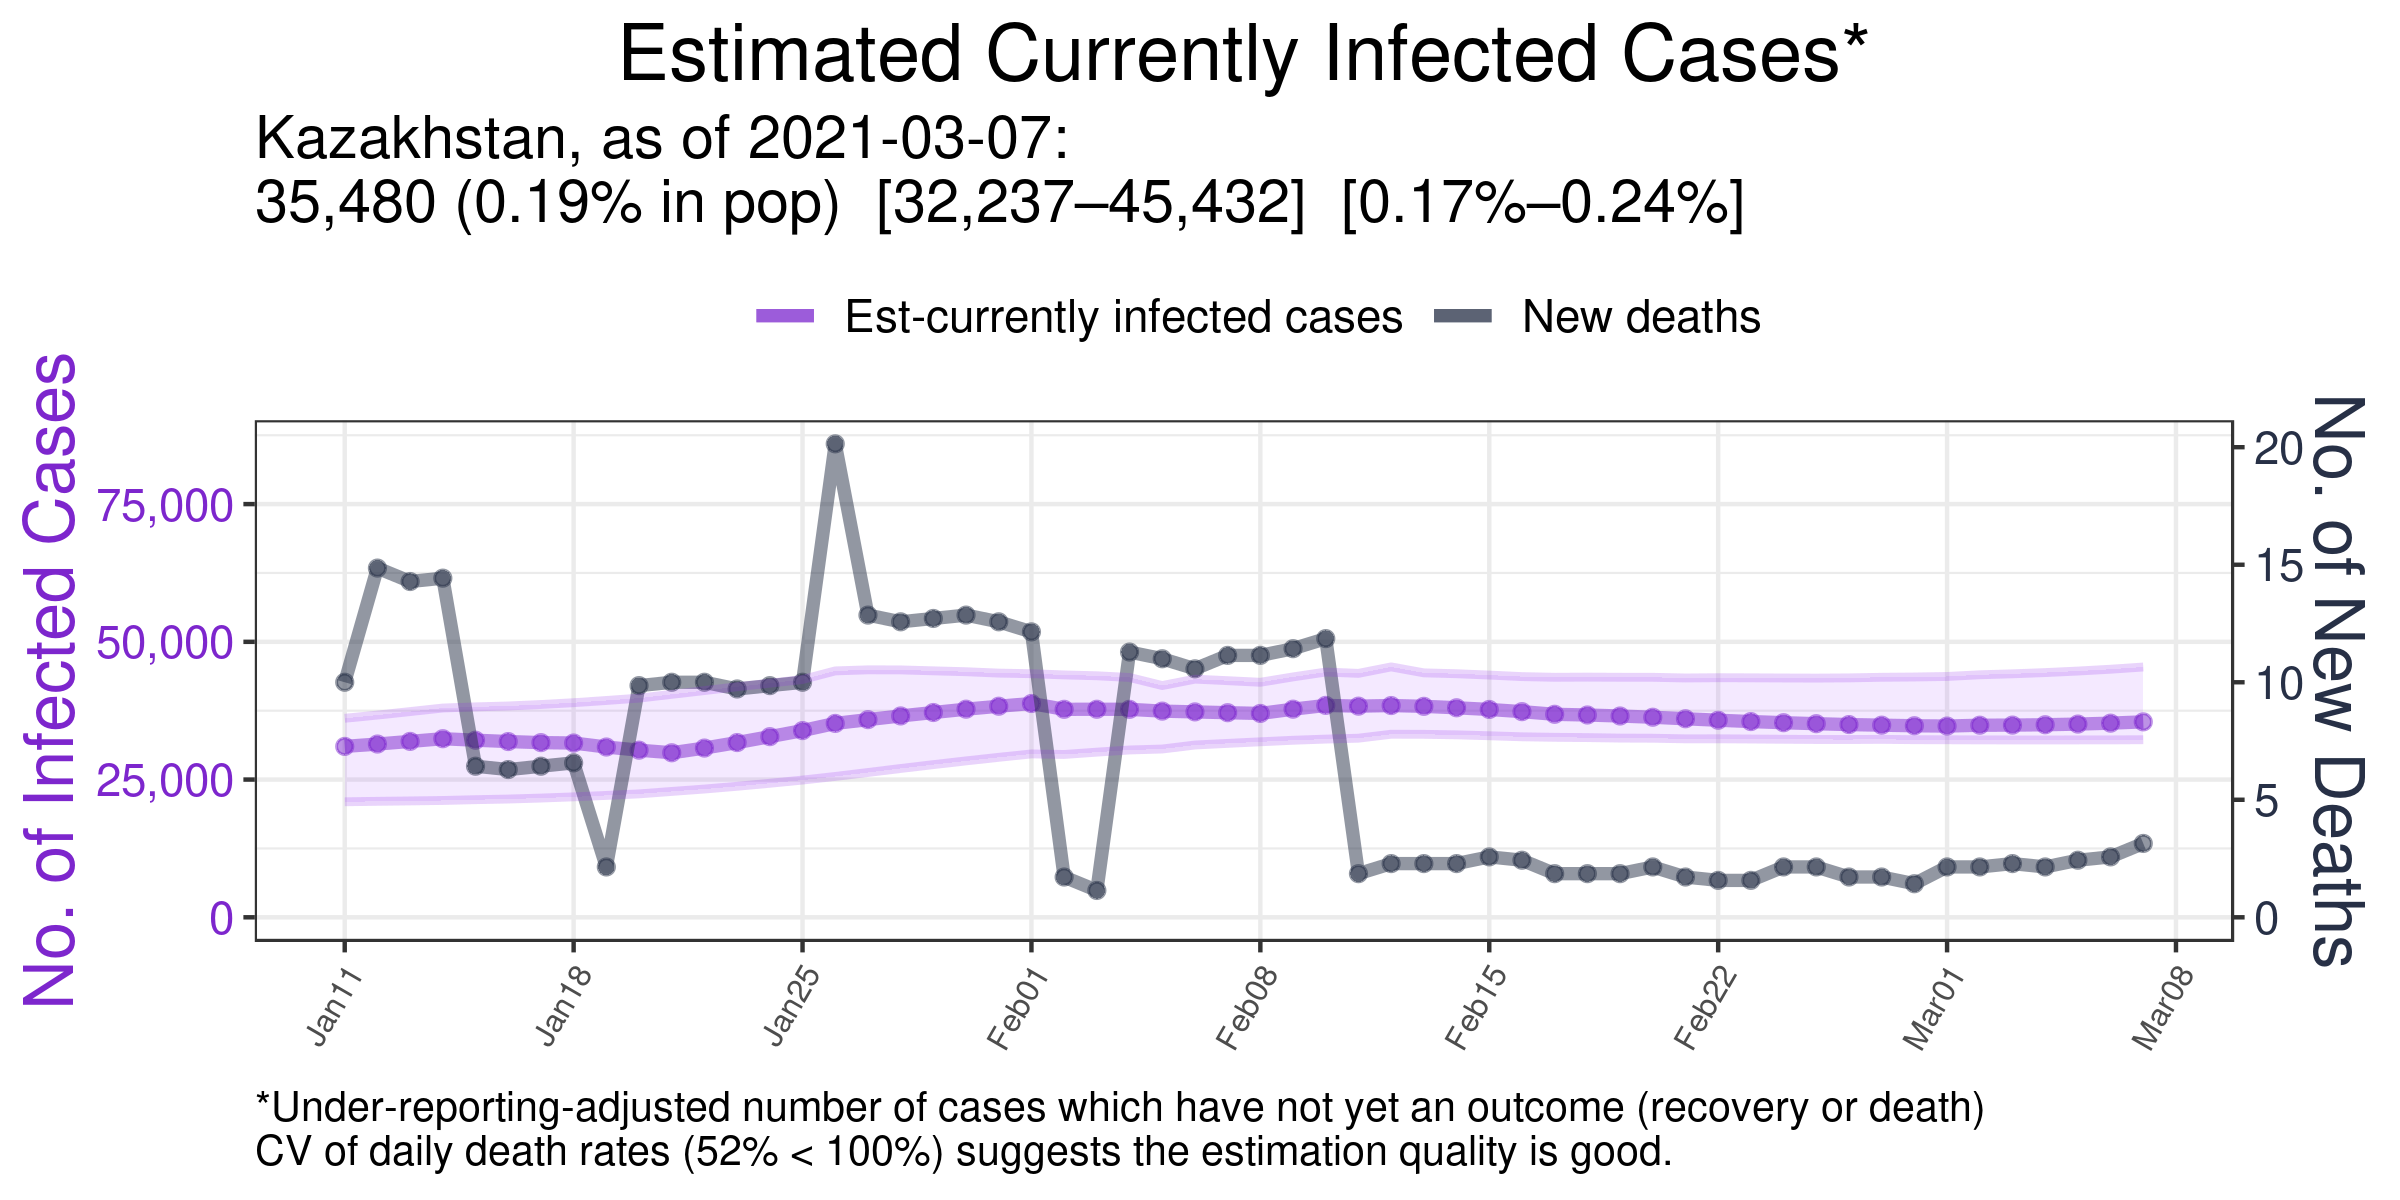 Estimated Currently Infected Cases*
Kazakhstan, as of 2021-03-07:
35,480 (0.19% in pop)  [32,237–45,432]  [0.17%–0.24%]
Est-currently infected cases
New deaths
No. of Infected Cases
75,000
50,000
25,000
0
20
15
10
5
0
No. of New Deaths
Jan11
Jan18
Jan25
Feb01
Feb08
Feb15
Feb22
Mar01
Mar08
*Under-reporting-adjusted number of cases which have not yet an outcome (recovery or death)
CV of daily death rates (52% < 100%) suggests the estimation quality is good.